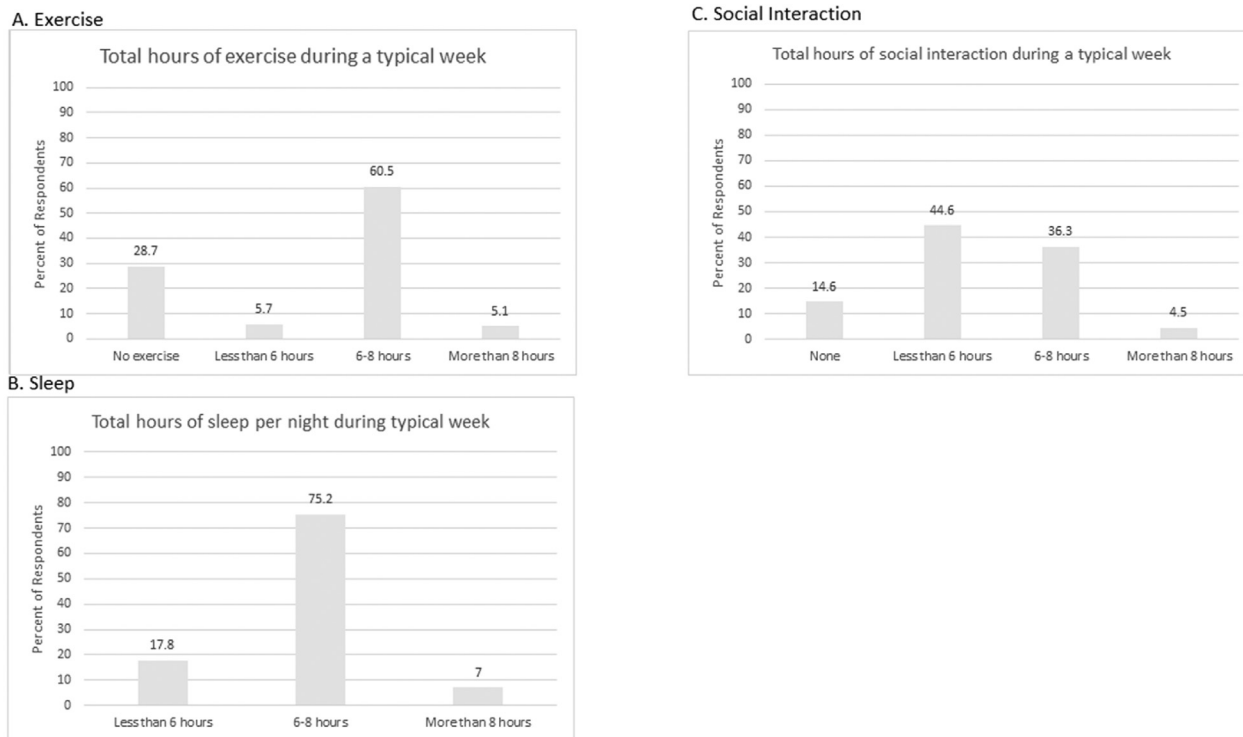 A. Exercise
Total hours of exercise during a typical week
Percent of Respondents
100
90
80
70
60
50
40
30
20
10
0
28.7
5.7
60.5
5.1
No exercise
Less than 6 hours
6-8 hours
More than 8 hours
B. Sleep
Total hours of sleep per night during typical week
Percent of Respondents
100
90
80
70
60
50
40
30
20
10
0
17.8
75.2
7
Less than 6 hours
6-8 hours
More than 8 hours
C. Social Interaction
Total hours of social interaction during a typical week
Percent of Respondents
100
90
80
70
60
50
40
30
20
10
0
14.6
44.6
36.3
4.5
None
Less than 6 hours
6-8 hours
More than 8 hours